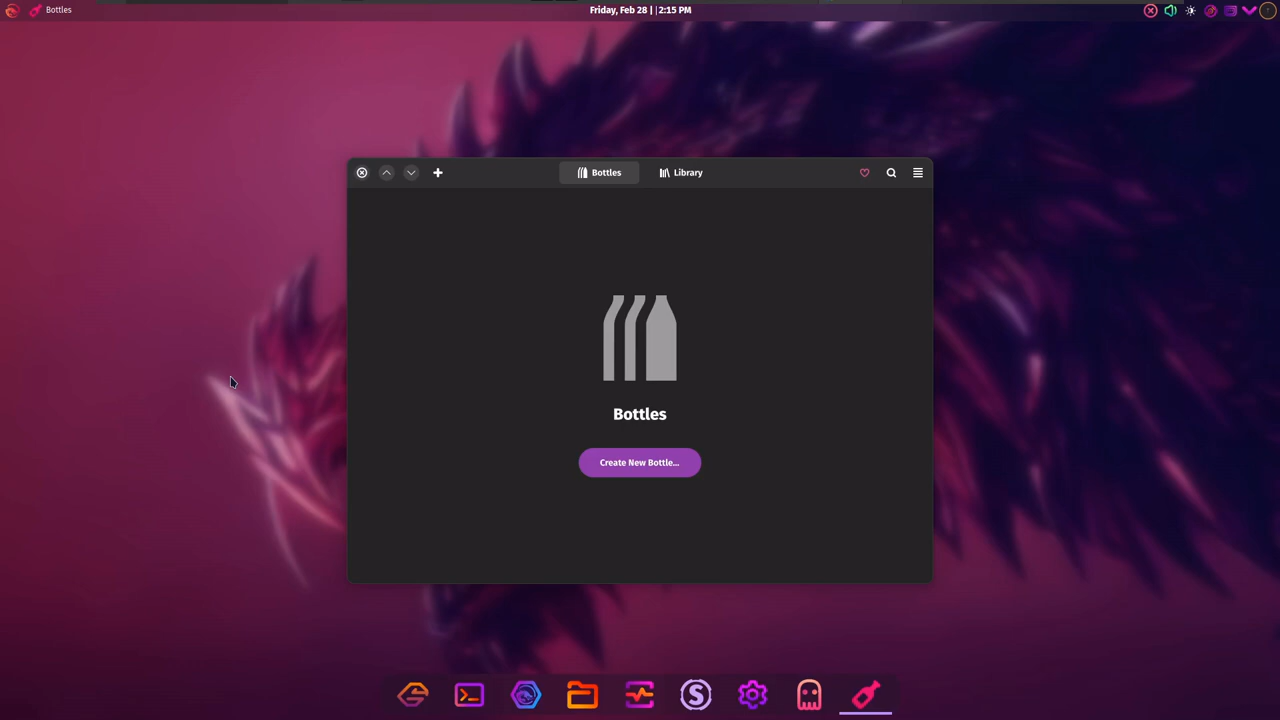 Bottles
Friday, Feb 28 | 2:15 PM
Bottles
Library
Bottles
Create New Bottle...